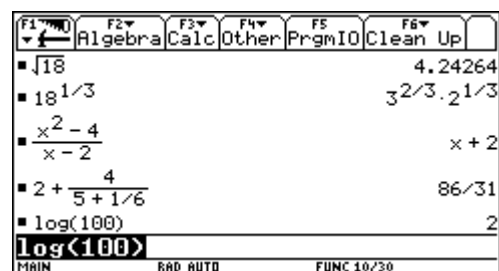 F1 F2 F3 F4 F5 F6
Algebra Calc Other PrgmIO Clean Up
√18 4.24264
18^1/3 3^2/3·2^1/3
x^2 - 4
x - 2
x + 2
2 + 4
5 + 1/6
86/31
log(100) 2
log(100)
MAIN RAD AUTO FUNC 10/30